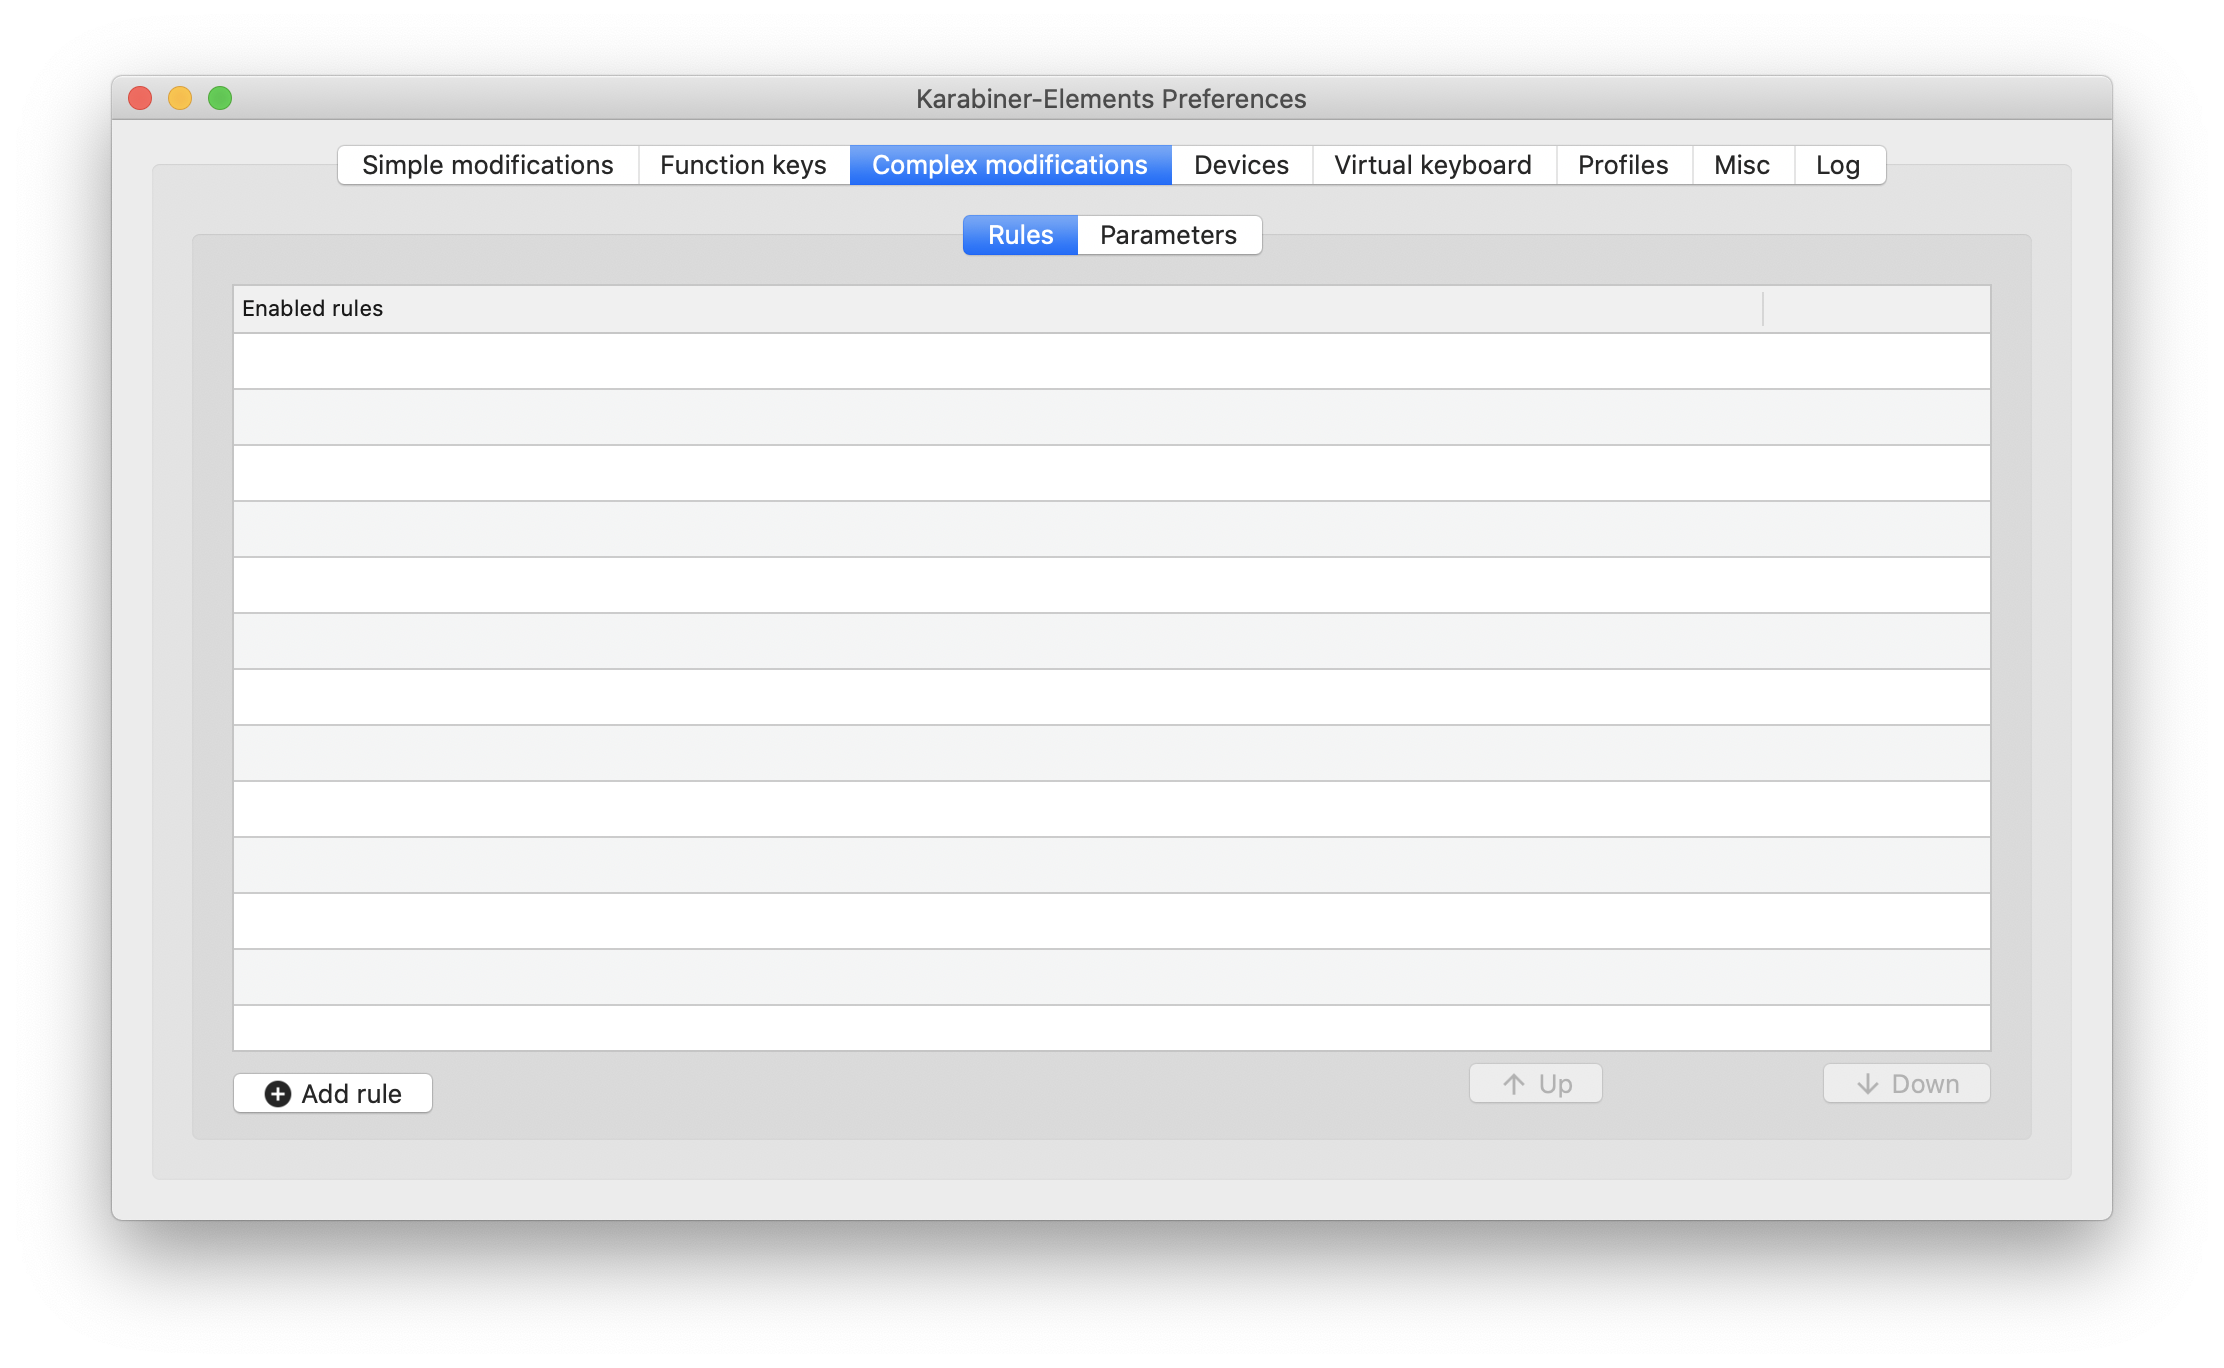 Karabiner-Elements Preferences
Simple modifications Function keys Complex modifications Devices Virtual keyboard Profiles Misc Log
Rules Parameters
Enabled rules
Add rule Up Down